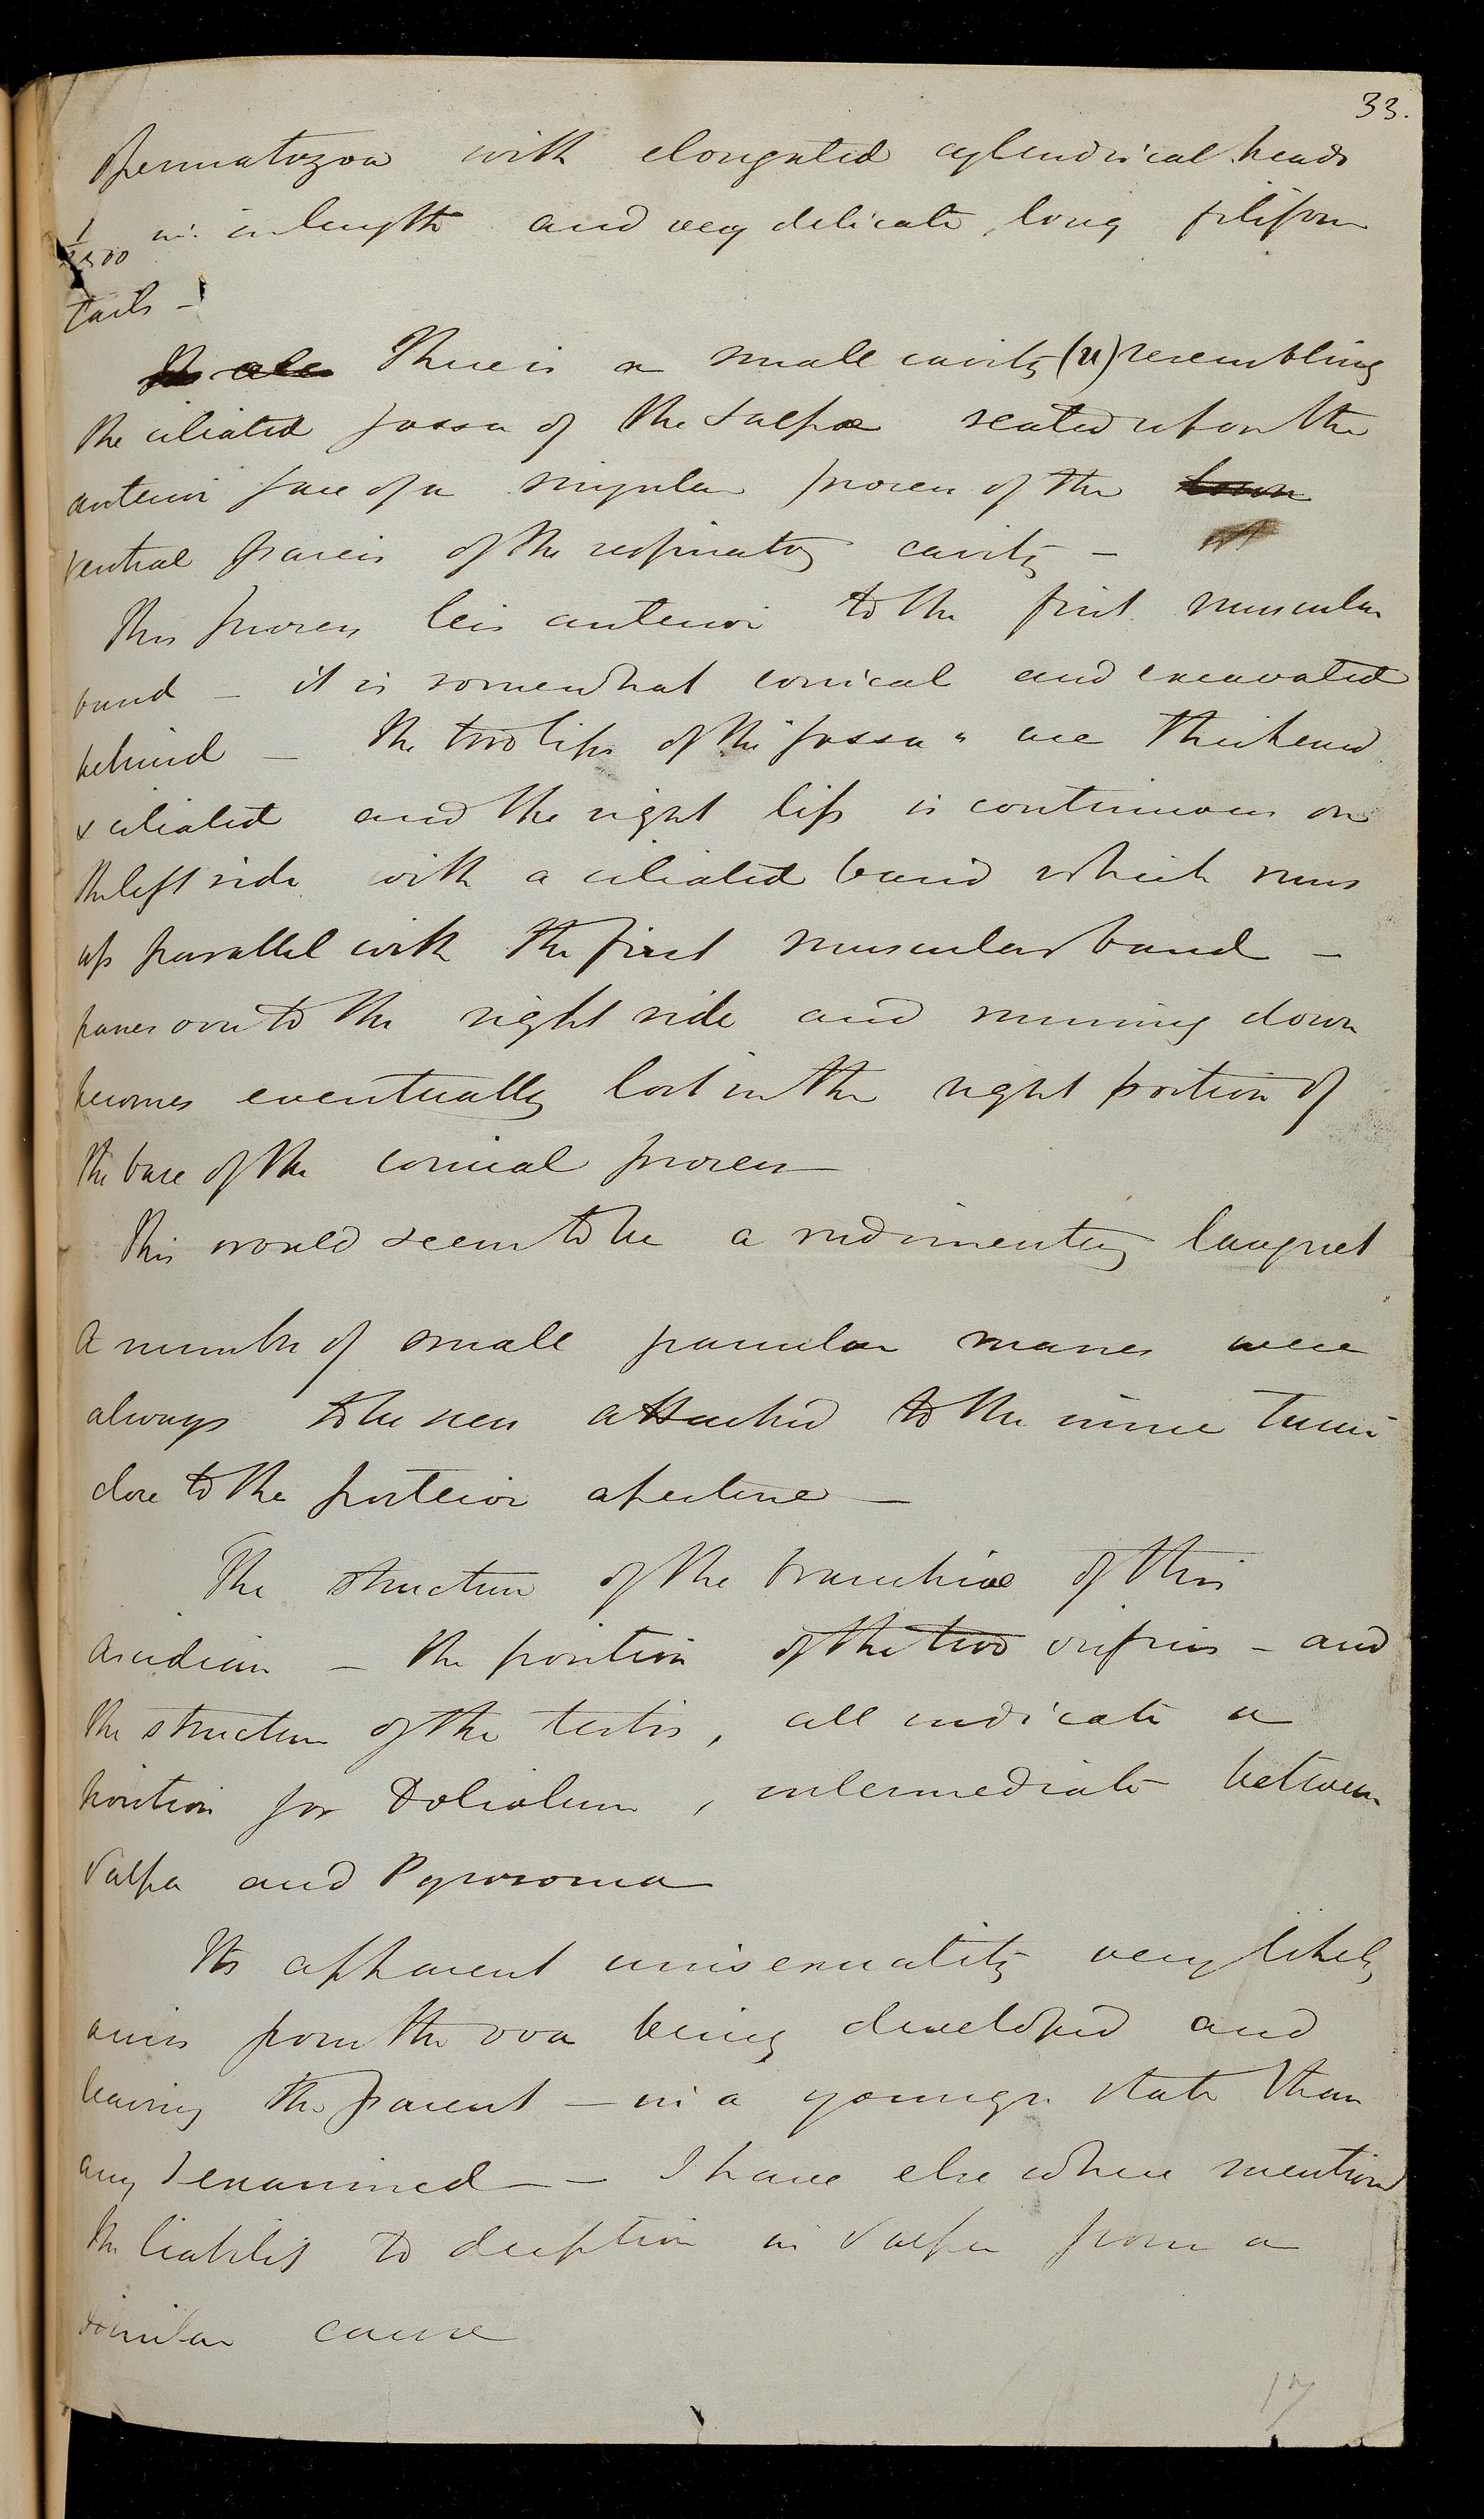 33.
Spermatozoa with elongated cylindrical heads
in. in length and very delicate, long filiform
tails -
There is a small cavity (u) resembling
the ciliated fossa of the Salpæ seated upon the
anterior face of a singular process of the
ventral parieis of the respiratory cavity -
This process lies anterior to the first muscular
band - it is somewhat conical and excavated
behind - The two lips of the "fossa" are thickened
& ciliated and the right lip is continuous on
the left side with a ciliated band which runs
up parallel with the first muscular band -
passes over to the right side and running down
becomes eventually lost in the right portion of
the base of the conical process
This would seem to be a rudimentary languet
A number of small granular masses were
always to be seen attached to the inner tunic
close to the posterior aperture -
The structure of the branchiæ of this
Ascidian - the position of the two orifices - and
the structure of the testis, all indicate a
position for Doliolum, intermediate between
Salpa and Pyrosoma
Its apparent unisexuality very likely
arises from the ova being developed and
leaving the parent - in a younger state than
any I examined - I have elsewhere mentioned
the liability to deception in Salpa from a
similar cause
17